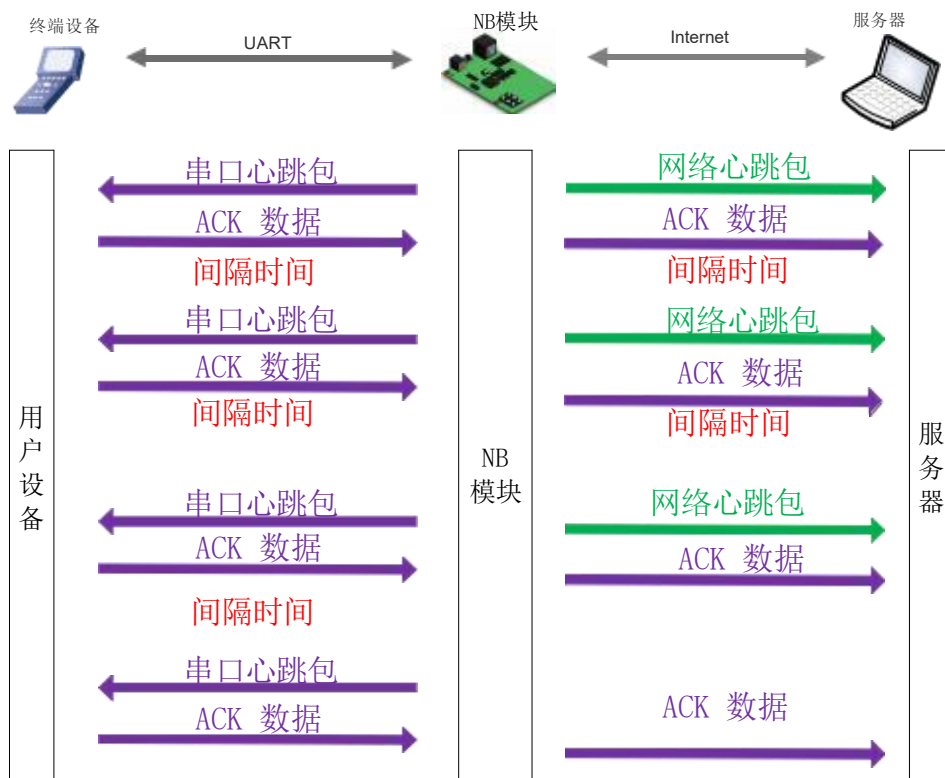 终端设备
UART
NB模块
Internet
服务器
串口心跳包
网络心跳包
ACK 数据
ACK 数据
间隔时间
间隔时间
串口心跳包
网络心跳包
ACK 数据
ACK 数据
间隔时间
间隔时间
用户设备
NB
模块
服务器
串口心跳包
网络心跳包
ACK 数据
ACK 数据
间隔时间
串口心跳包
ACK 数据
ACK 数据